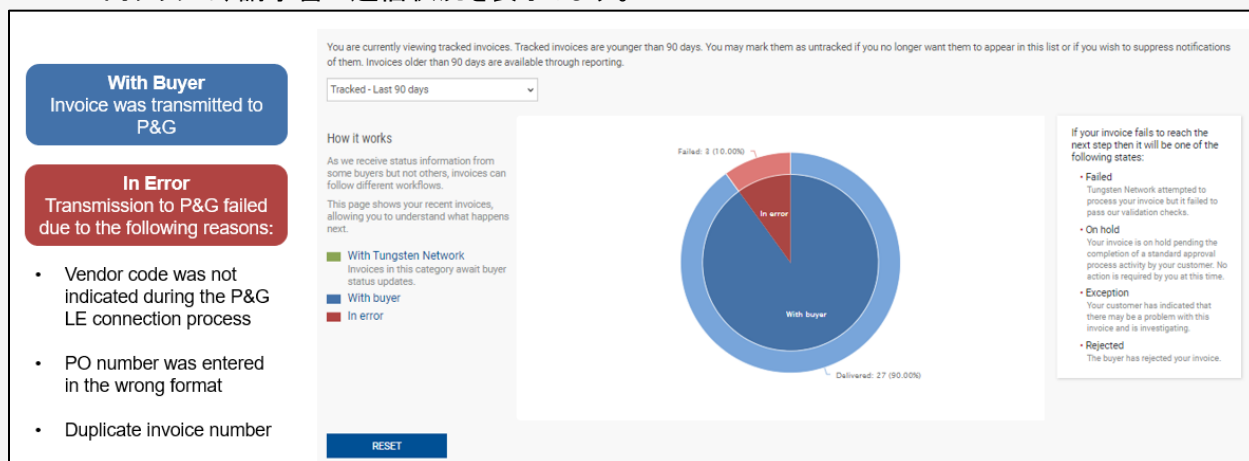 With Buyer
Invoice was transmitted to
P&G
In Error
Transmission to P&G failed
due to the following reasons:
• Vendor code was not
indicated during the P&G
LE connection process
• PO number was entered
in the wrong format
• Duplicate invoice number
You are currently viewing tracked invoices. Tracked invoices are younger than 90 days. You may mark them as untracked if you no longer want them to appear in this list or if you wish to suppress notifications
of them. Invoices older than 90 days are available through reporting.
Tracked - Last 90 days
How it works
As we receive status information from
some buyers but not others, invoices can
follow different workflows.
This page shows your recent invoices,
allowing you to understand what happens
next.
With Tungsten Network
Invoices in this category await buyer
status updates.
With buyer
In error
Failed: 3 (10.00%)
In error
With buyer
Delivered: 27 (90.00%)
If your invoice fails to reach the
next step then it will be one of the
following states:
• Failed
Tungsten Network attempted to
process your invoice but it failed to
pass our validation checks.
• On hold
Your invoice is on hold pending the
completion of a standard approval
process activity by your customer. No
action is required by you at this time.
• Exception
Your customer has indicated that
there may be a problem with this
invoice and is investigating.
• Rejected
The buyer has rejected your invoice.
RESET